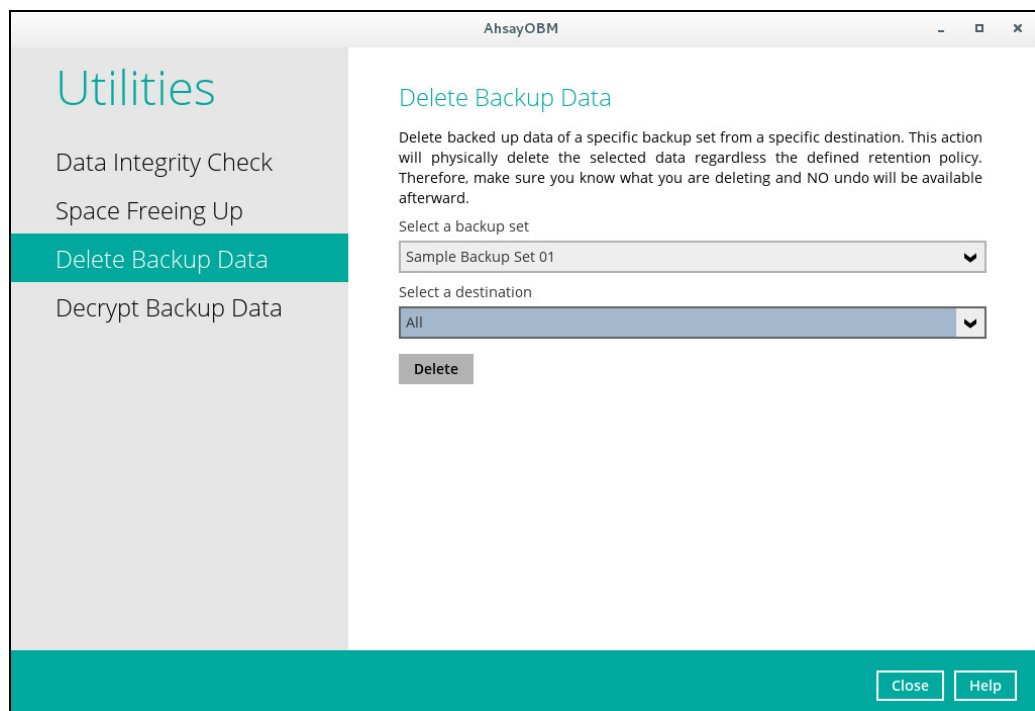 AhsayOBM
Utilities
Data Integrity Check
Space Freeing Up
Delete Backup Data
Decrypt Backup Data
Delete Backup Data
Delete backed up data of a specific backup set from a specific destination. This action
will physically delete the selected data regardless the defined retention policy.
Therefore, make sure you know what you are deleting and NO undo will be available
afterward.
Select a backup set
Sample Backup Set 01
Select a destination
All
Delete
Close
Help